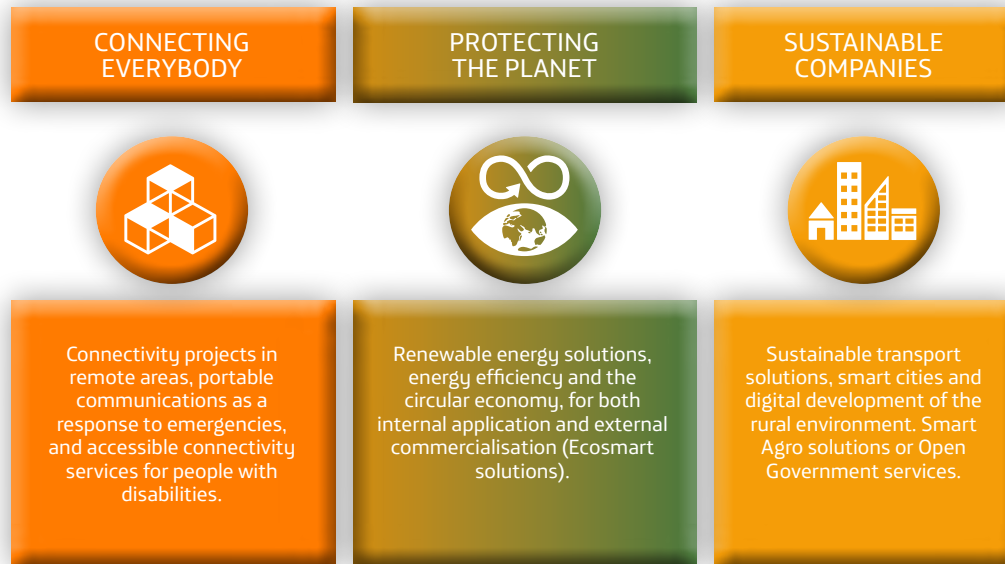 CONNECTING
EVERYBODY
PROTECTING
THE PLANET
SUSTAINABLE
COMPANIES
Connectivity projects in
remote areas, portable
communications as a
response to emergencies,
and accessible connectivity
services for people with
disabilities.
Renewable energy solutions,
energy efficiency and the
circular economy, for both
internal application and external
commercialisation (Ecosmart
solutions).
Sustainable transport
solutions, smart cities and
digital development of the
rural environment. Smart
Agro solutions or Open
Government services.